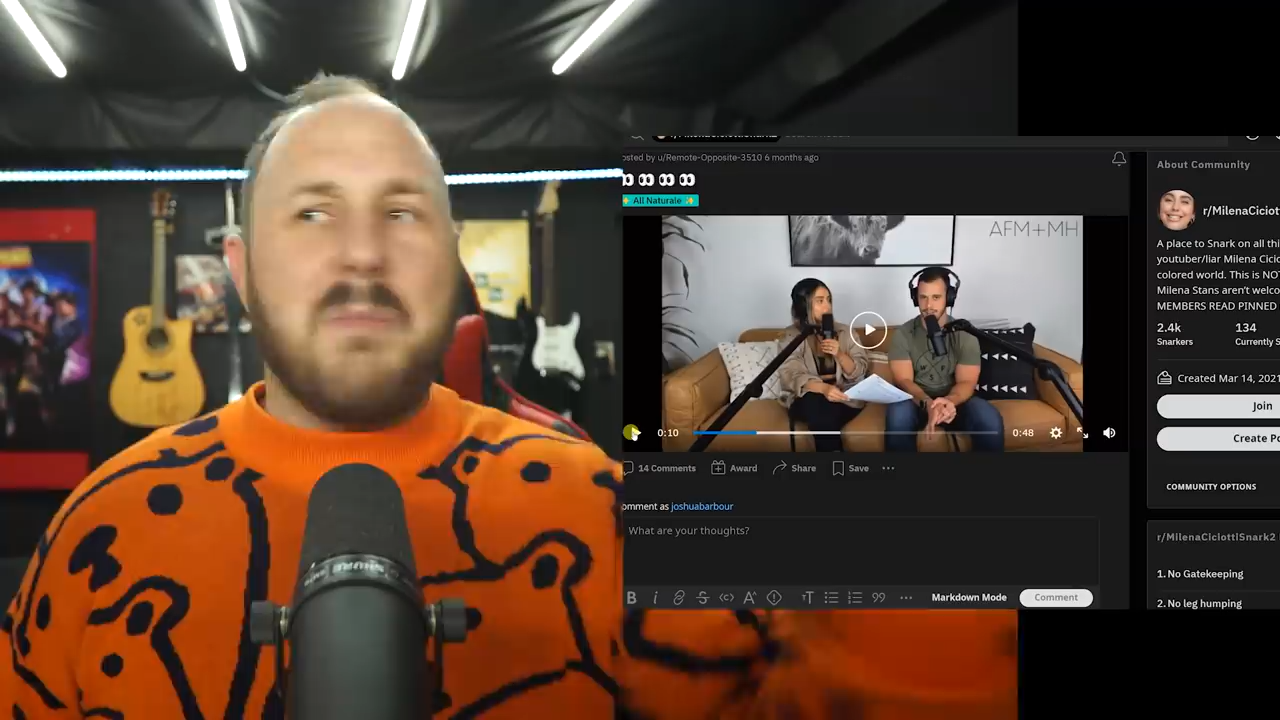 osted by u/Remote-Opposite-3510 6 months ago
All Naturale
AFM+MH
0:10
0:48
14 Comments
Award
Share
Save
omment as joshuabarbour
What are your thoughts?
B
i
99
Markdown Mode
Comment
About Community
r/MilenaCiciot
A place to Snark on all thi
youtuber/liar Milena Cicio
colored world. This is NO
Milena Stans aren't welco
MEMBERS READ PINNED
2.4k
134
Snarkers
Currently S
Created Mar 14, 2021
Join
Create Po
COMMUNITY OPTIONS
r/MilenaCiciottISnark2
1. No Gatekeeping
2. No leg humping
SHURE